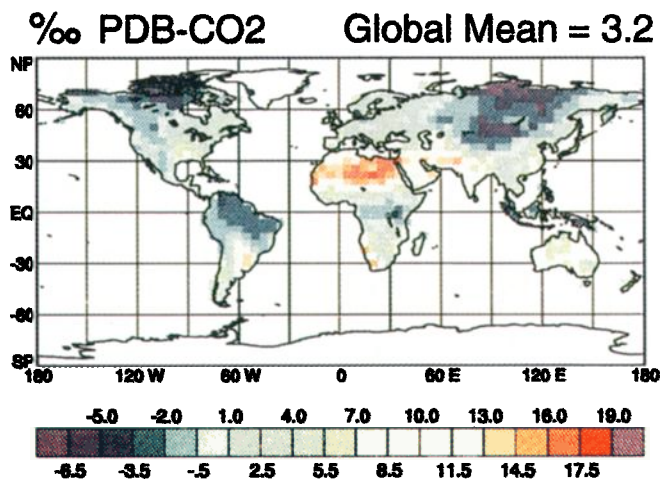 ‰ PDB-CO2 Global Mean = 3.2
NP
60
30
EQ
-30
-60
SP
180 120 W 60 W 0 60 E 120 E 180
-5.0 -2.0 1.0 4.0 7.0 10.0 13.0 16.0 19.0
-6.5 -3.5 -.5 2.5 5.5 8.5 11.5 14.5 17.5